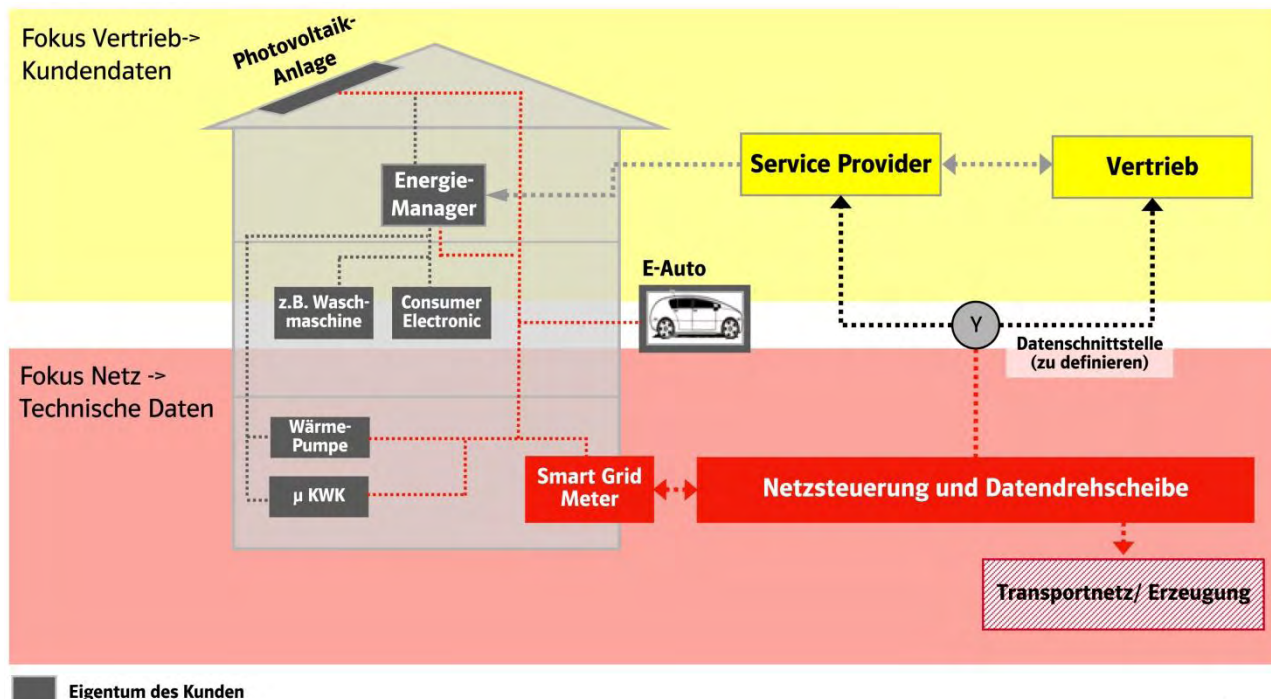 Fokus Vertrieb->
Kundendaten
Photovoltaik-
Anlage
Energie-
Manager
Service Provider
Vertrieb
z.B. Wasch-
maschine
Consumer
Electronic
E-Auto
Y
Datenschnittstelle
(zu definieren)
Fokus Netz ->
Technische Daten
Wärme-
Pumpe
µ KWK
Smart Grid
Meter
Netzsteuerung und Datendrehscheibe
Transportnetz/ Erzeugung
Eigentum des Kunden